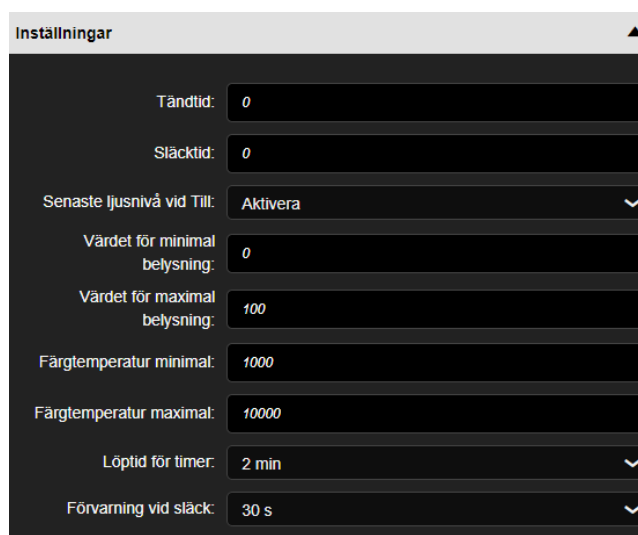 Inställningar
Tändtid: 0
Släcktid: 0
Senaste ljusnivå vid Till: Aktivera
Värdet för minimal
belysning: 0
Värdet för maximal
belysning: 100
Färgtemperatur minimal: 1000
Färgtemperatur maximal: 10000
Löptid för timer: 2 min
Förvarning vid släck: 30 s